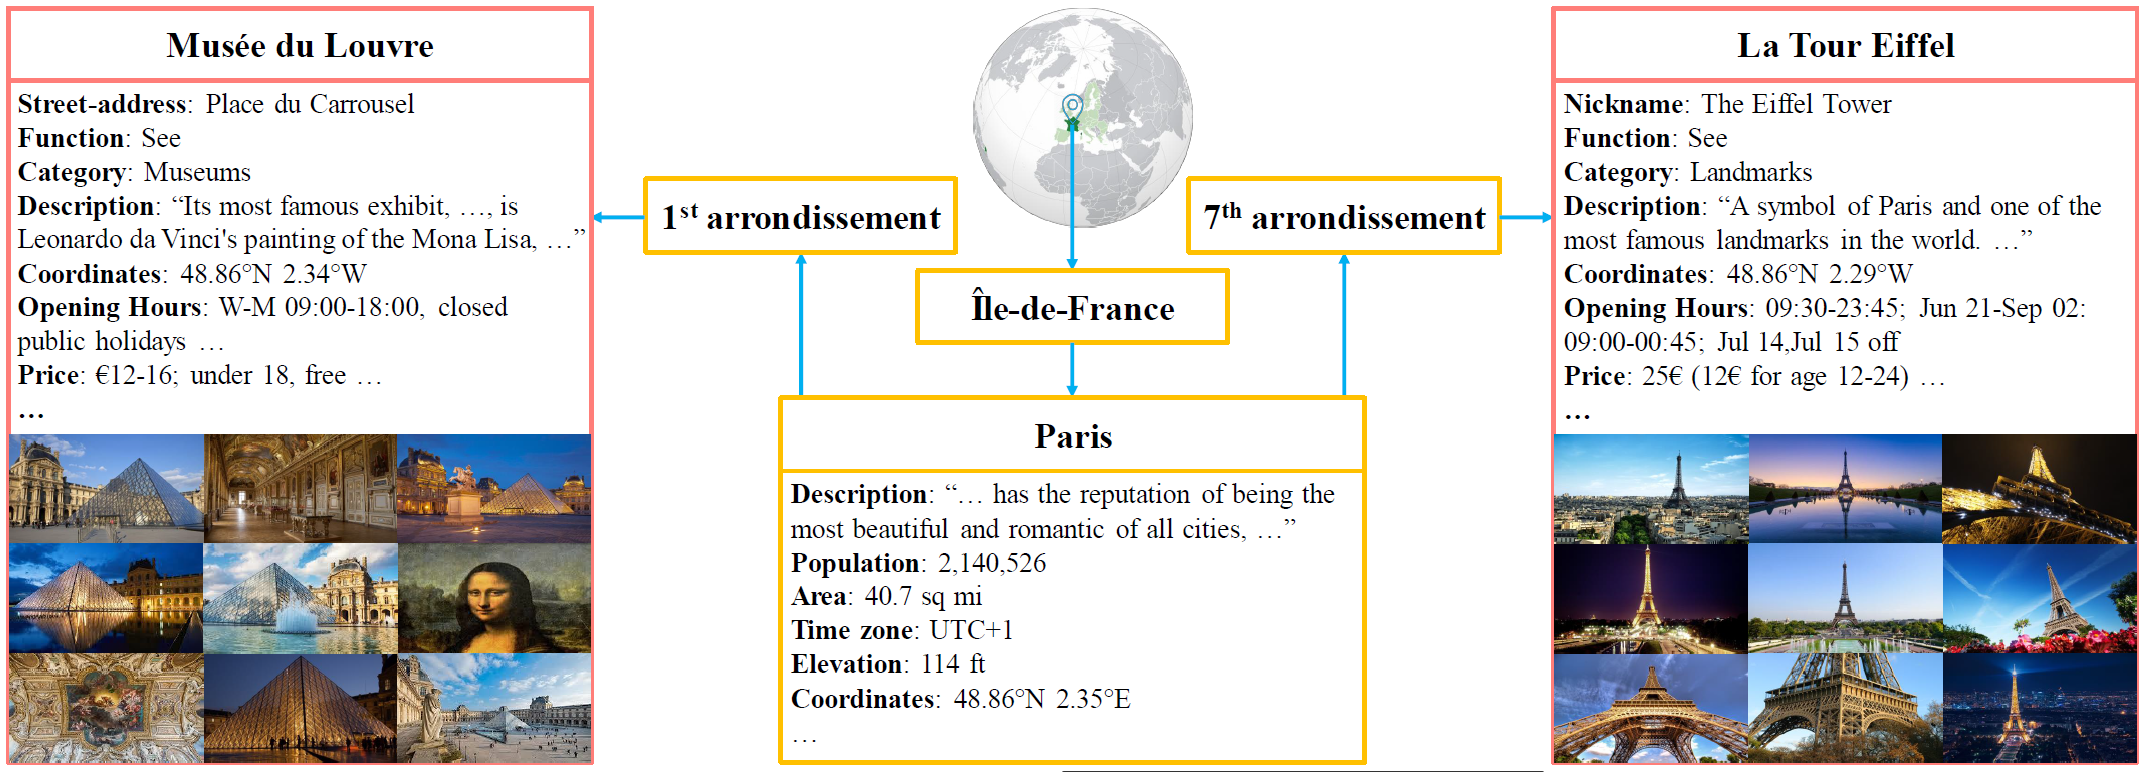 Musée du Louvre
Street-address: Place du Carrousel
Function: See
Category: Museums
Description: “Its most famous exhibit, …, is
Leonardo da Vinci's painting of the Mona Lisa, …”
Coordinates: 48.86°N 2.34°W
Opening Hours: W-M 09:00-18:00, closed
public holidays …
Price: €12-16; under 18, free …
…
1st arrondissement
7th arrondissement
Île-de-France
Paris
Description: “… has the reputation of being the
most beautiful and romantic of all cities, …”
Population: 2,140,526
Area: 40.7 sq mi
Time zone: UTC+1
Elevation: 114 ft
Coordinates: 48.86°N 2.35°E
…
La Tour Eiffel
Nickname: The Eiffel Tower
Function: See
Category: Landmarks
Description: “A symbol of Paris and one of the
most famous landmarks in the world. …”
Coordinates: 48.86°N 2.29°W
Opening Hours: 09:30-23:45; Jun 21-Sep 02:
09:00-00:45; Jul 14,Jul 15 off
Price: 25€ (12€ for age 12-24) …
…